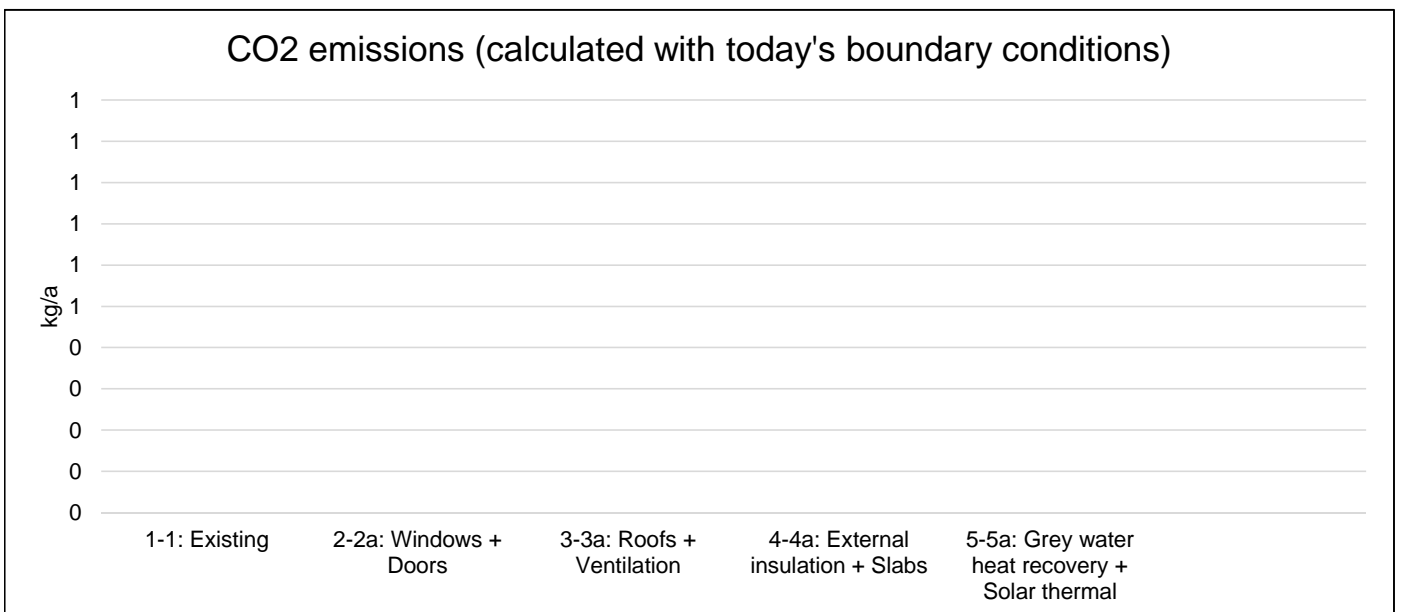 CO2 emissions (calculated with today's boundary conditions)
1
1
1
1
1
1
0
0
0
0
0
kg/a
1-1: Existing
2-2a: Windows +
Doors
3-3a: Roofs +
Ventilation
4-4a: External
insulation + Slabs
5-5a: Grey water
heat recovery +
Solar thermal